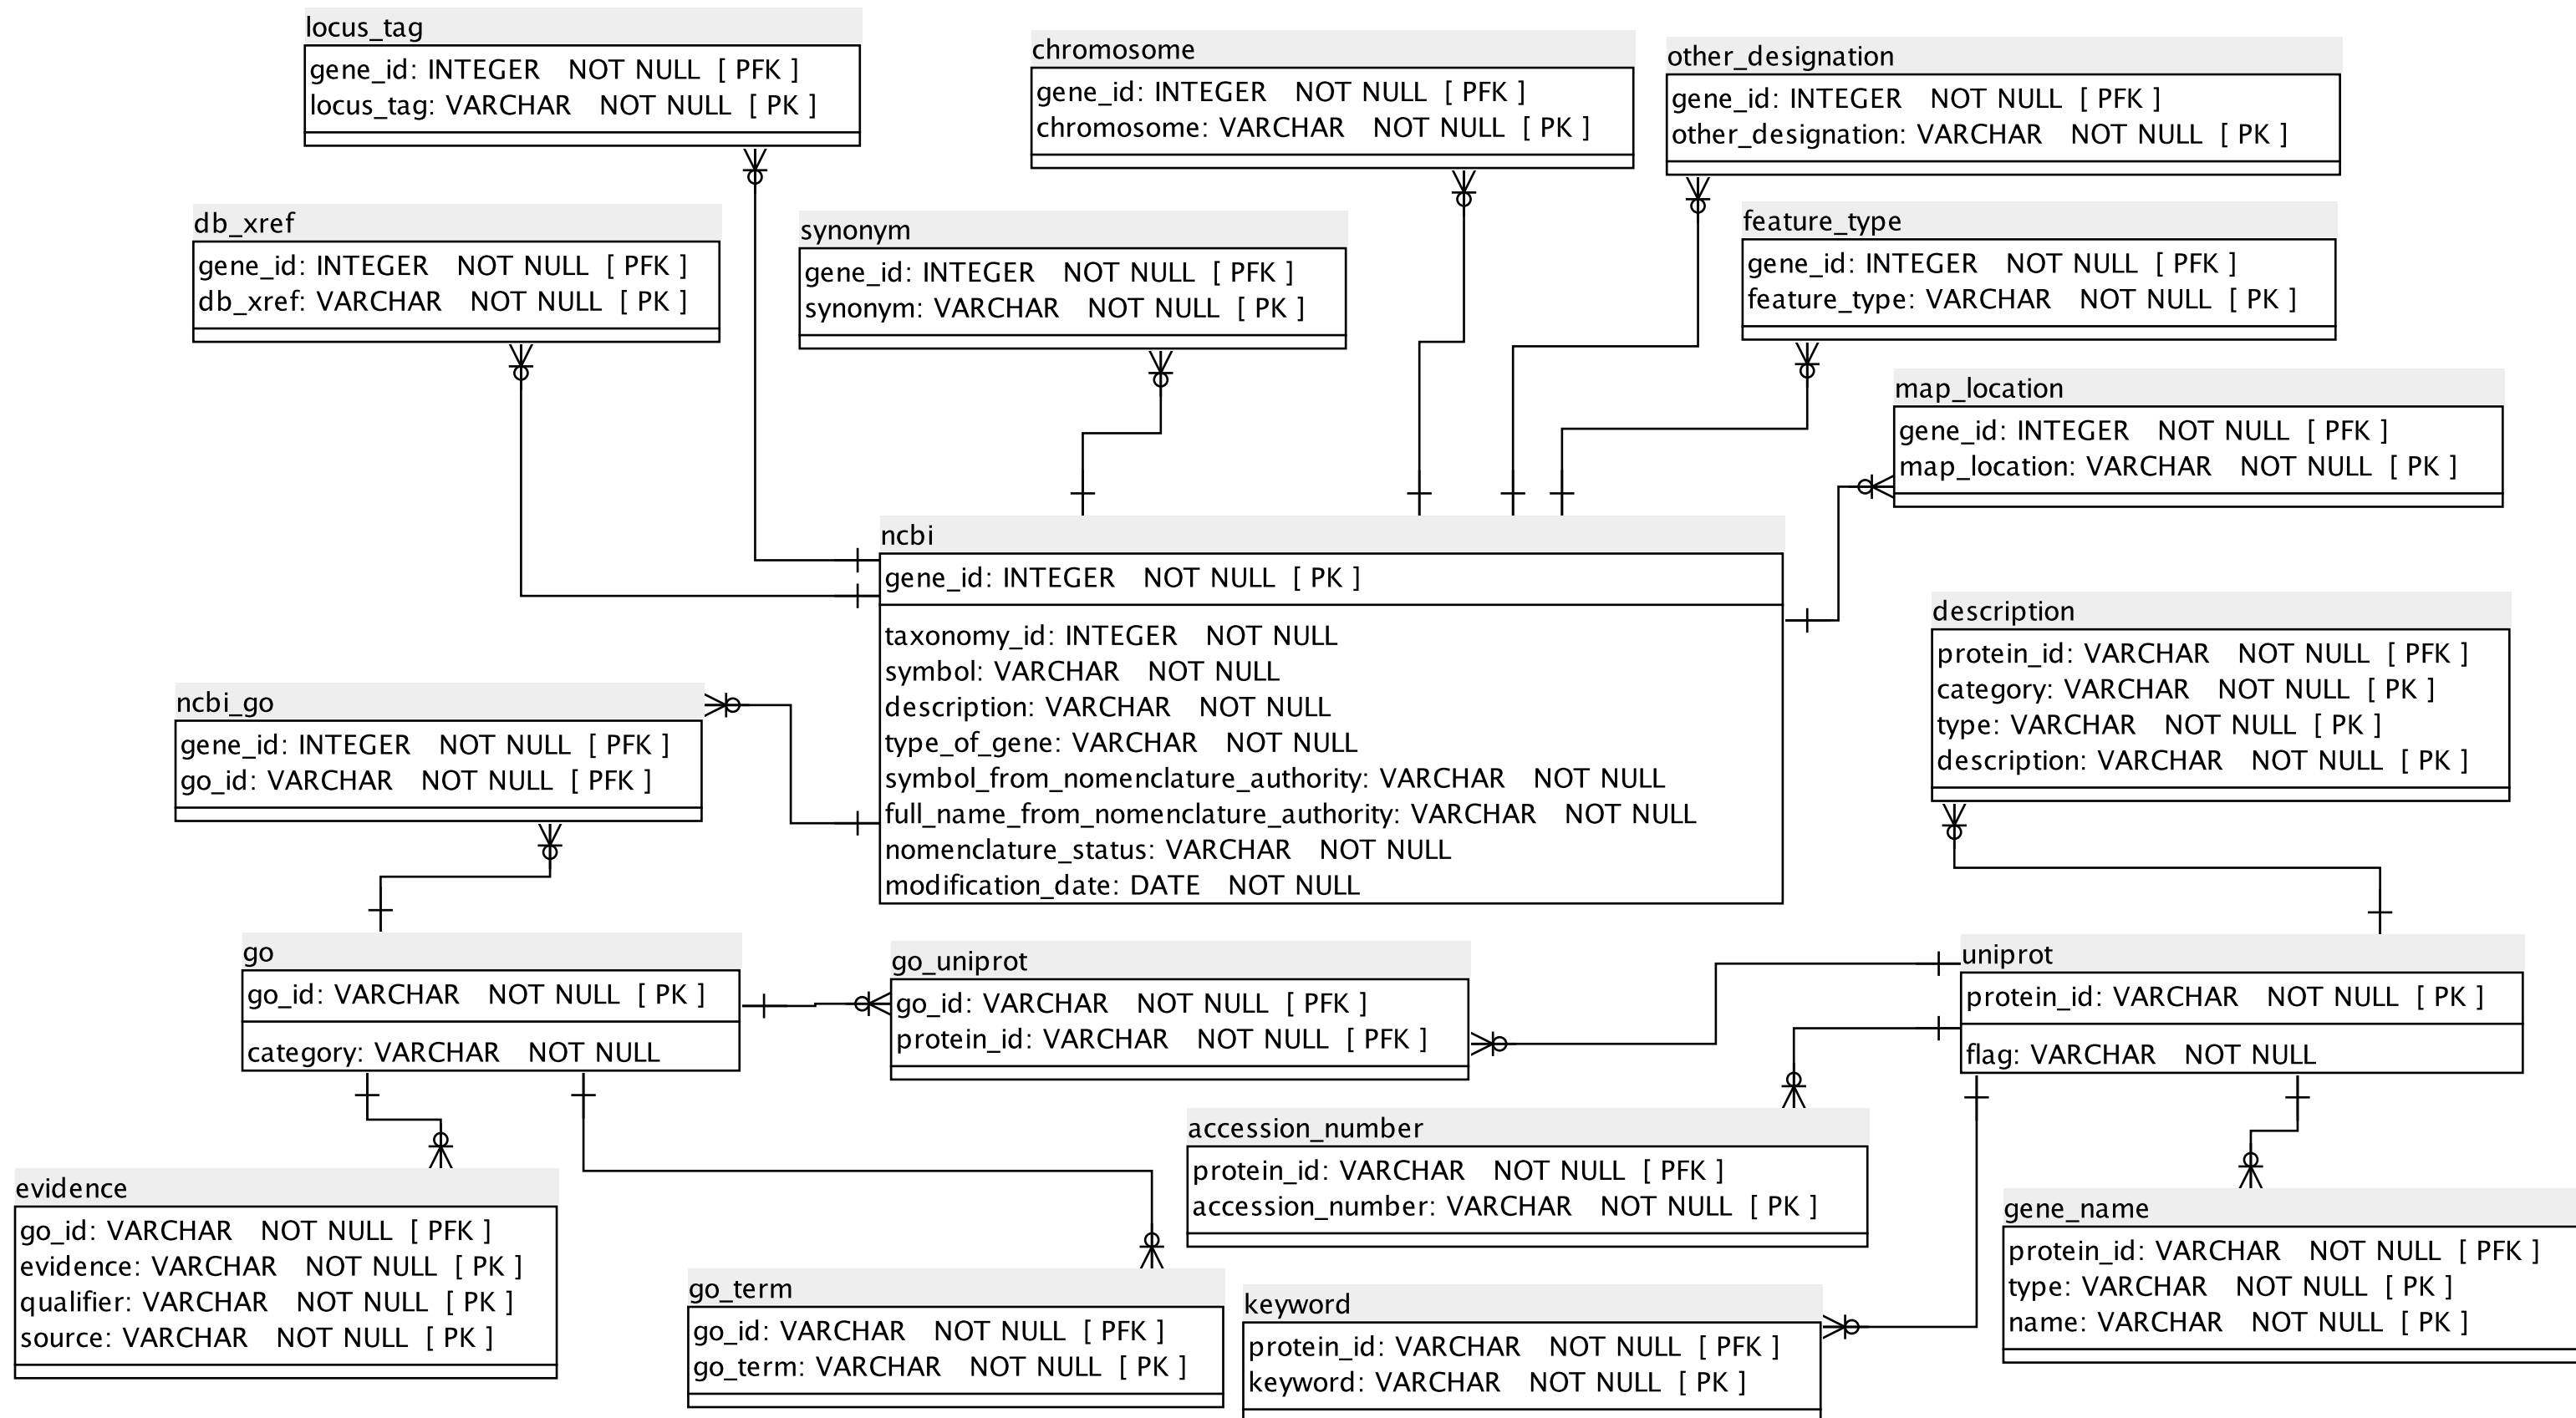 locus_tag
gene_id: INTEGER NOT NULL [ PFK ]
locus_tag: VARCHAR NOT NULL [ PK ]
chromosome
gene_id: INTEGER NOT NULL [ PFK ]
chromosome: VARCHAR NOT NULL [ PK ]
other_designation
gene_id: INTEGER NOT NULL [ PFK ]
other_designation: VARCHAR NOT NULL [ PK ]
db_xref
gene_id: INTEGER NOT NULL [ PFK ]
db_xref: VARCHAR NOT NULL [ PK ]
synonym
gene_id: INTEGER NOT NULL [ PFK ]
synonym: VARCHAR NOT NULL [ PK ]
feature_type
gene_id: INTEGER NOT NULL [ PFK ]
feature_type: VARCHAR NOT NULL [ PK ]
map_location
gene_id: INTEGER NOT NULL [ PFK ]
map_location: VARCHAR NOT NULL [ PK ]
ncbi
gene_id: INTEGER NOT NULL [ PK ]
taxonomy_id: INTEGER NOT NULL
symbol: VARCHAR NOT NULL
description: VARCHAR NOT NULL
type_of_gene: VARCHAR NOT NULL
symbol_from_nomenclature_authority: VARCHAR NOT NULL
full_name_from_nomenclature_authority: VARCHAR NOT NULL
nomenclature_status: VARCHAR NOT NULL
modification_date: DATE NOT NULL
description
protein_id: VARCHAR NOT NULL [ PFK ]
category: VARCHAR NOT NULL [ PK ]
type: VARCHAR NOT NULL [ PK ]
description: VARCHAR NOT NULL [ PK ]
ncbi_go
gene_id: INTEGER NOT NULL [ PFK ]
go_id: VARCHAR NOT NULL [ PFK ]
go
go_id: VARCHAR NOT NULL [ PK ]
category: VARCHAR NOT NULL
go_uniprot
go_id: VARCHAR NOT NULL [ PFK ]
protein_id: VARCHAR NOT NULL [ PFK ]
uniprot
protein_id: VARCHAR NOT NULL [ PK ]
flag: VARCHAR NOT NULL
accession_number
protein_id: VARCHAR NOT NULL [ PFK ]
accession_number: VARCHAR NOT NULL [ PK ]
evidence
go_id: VARCHAR NOT NULL [ PFK ]
evidence: VARCHAR NOT NULL [ PK ]
qualifier: VARCHAR NOT NULL [ PK ]
source: VARCHAR NOT NULL [ PK ]
go_term
go_id: VARCHAR NOT NULL [ PFK ]
go_term: VARCHAR NOT NULL [ PK ]
keyword
protein_id: VARCHAR NOT NULL [ PFK ]
keyword: VARCHAR NOT NULL [ PK ]
gene_name
protein_id: VARCHAR NOT NULL [ PFK ]
type: VARCHAR NOT NULL [ PK ]
name: VARCHAR NOT NULL [ PK ]